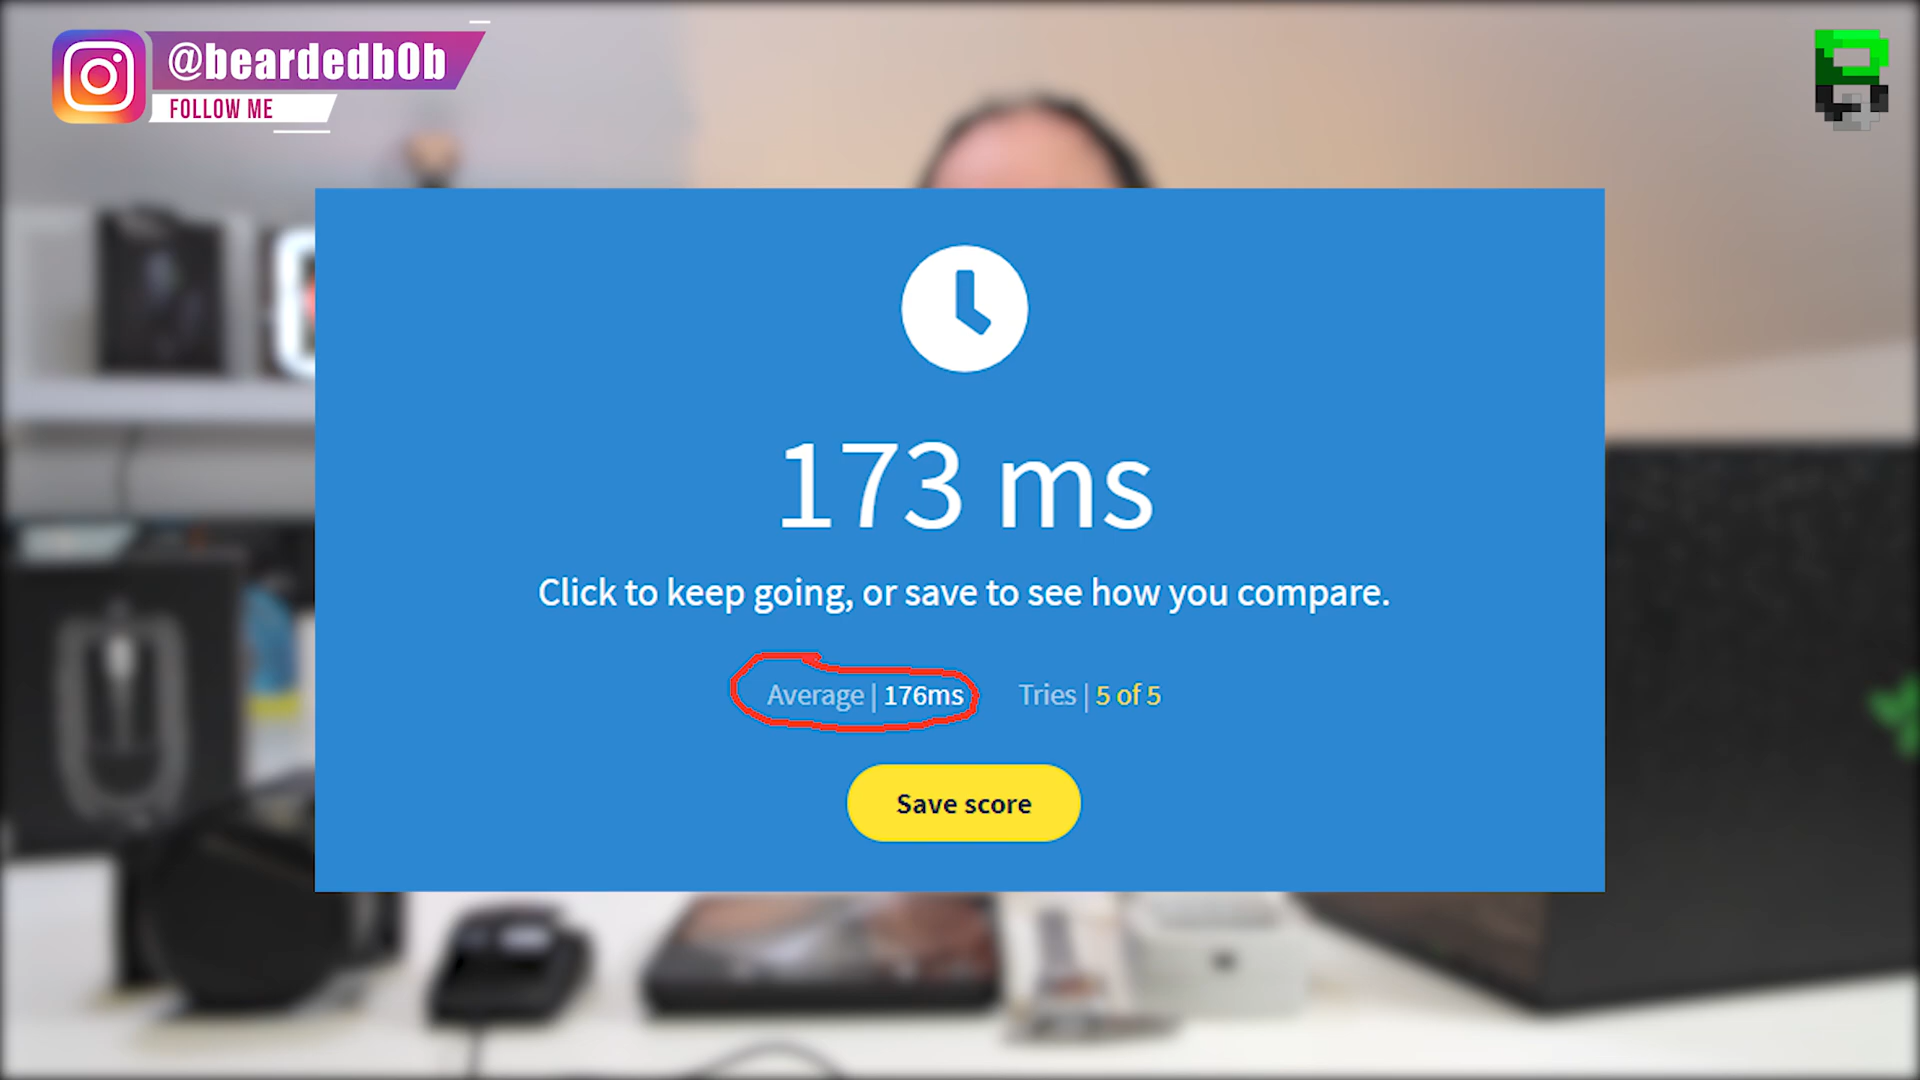 @beardedb0b
FOLLOW ME
173 ms
Click to keep going, or save to see how you compare.
Average | 176ms
Tries | 5 of 5
Save score